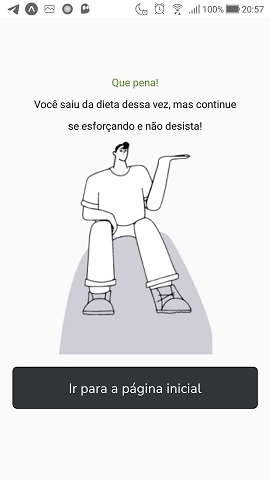 100% 20:57
Que pena!
Você saiu da dieta dessa vez, mas continue
se esforçando e não desista!
Ir para a página inicial